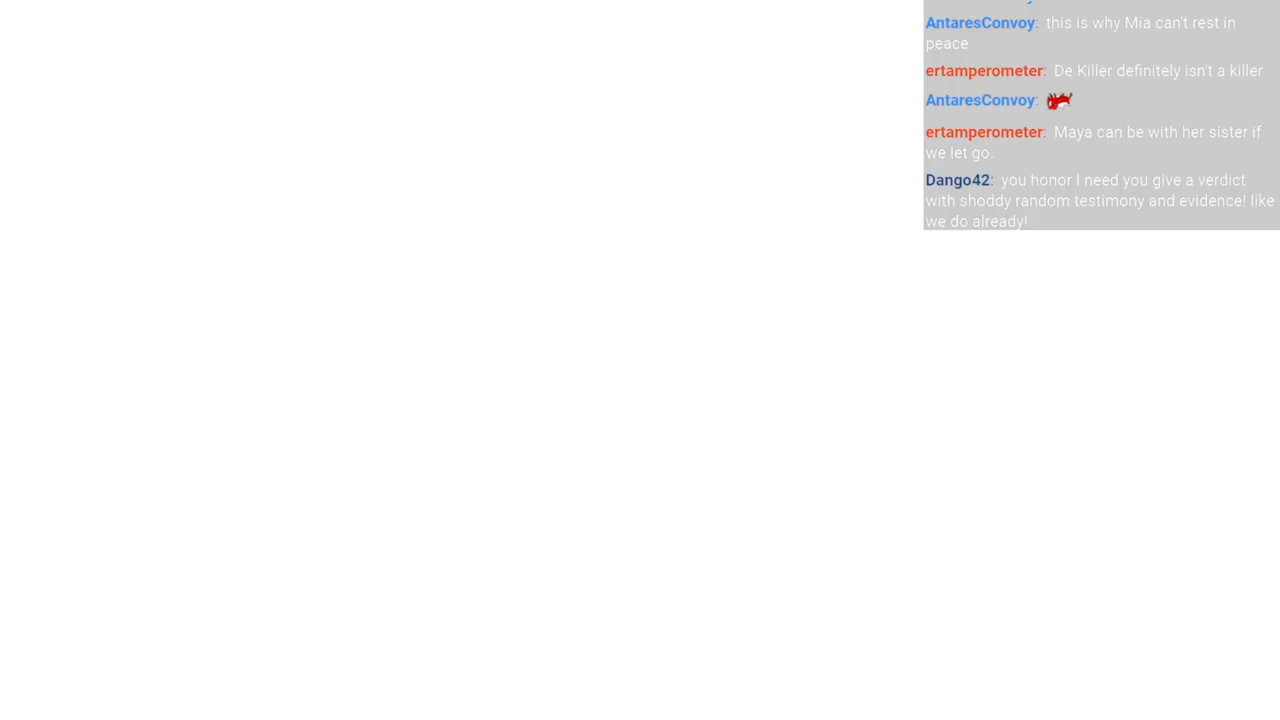 AntaresConvoy: this is why Mia can't rest in
peace
ertamperometer: De Killer definitely isn't a killer
AntaresConvoy:
ertamperometer: Maya can be with her sister if
we let go.
Dango42: you honor I need you give a verdict
with shoddy random testimony and evidence! like
we do already!